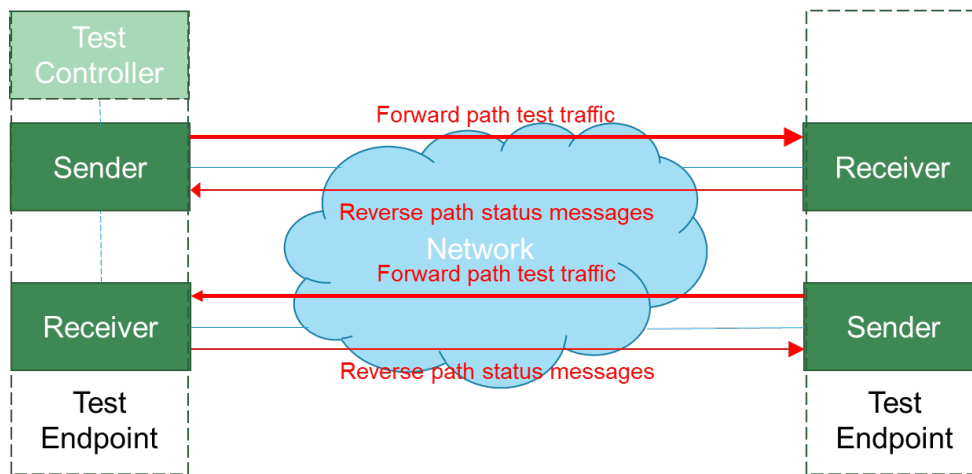 Test
Controller
Forward path test traffic
Sender
Receiver
Reverse path status messages
Network
Forward path test traffic
Receiver
Sender
Reverse path status messages
Test
Endpoint
Test
Endpoint